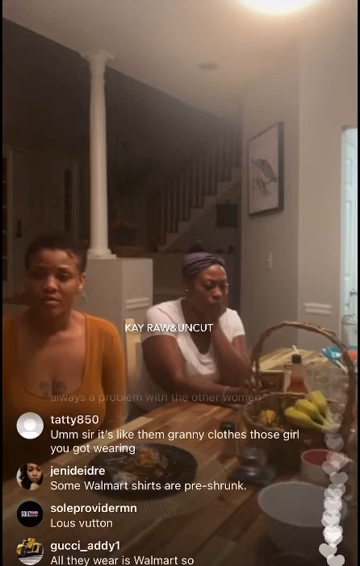 KAY RAW&UNCUT
always a problem with the other women
tatty850
Umm sir it's like them granny clothes those girl
you got wearing
jenideidre
Some Walmart shirts are pre-shrunk.
soleprovidermn
Lous vutton
gucci_addy1
All they wear is Walmart so